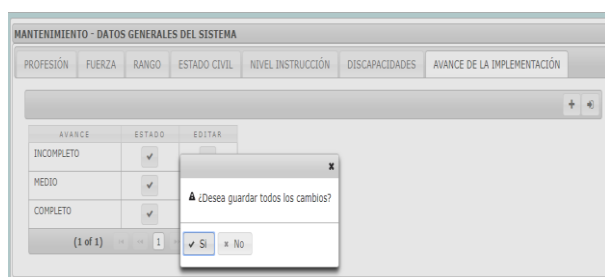 MANTENIMIENTO - DATOS GENERALES DEL SISTEMA
PROFESIÓN FUERZA RANGO ESTADO CIVIL NIVEL INSTRUCCIÓN DISCAPACIDADES AVANCE DE LA IMPLEMENTACIÓN
AVANCE ESTADO EDITAR
INCOMPLETO
MEDIO
COMPLETO
(1 of 1) 1
¿Desea guardar todos los cambios?
Si No